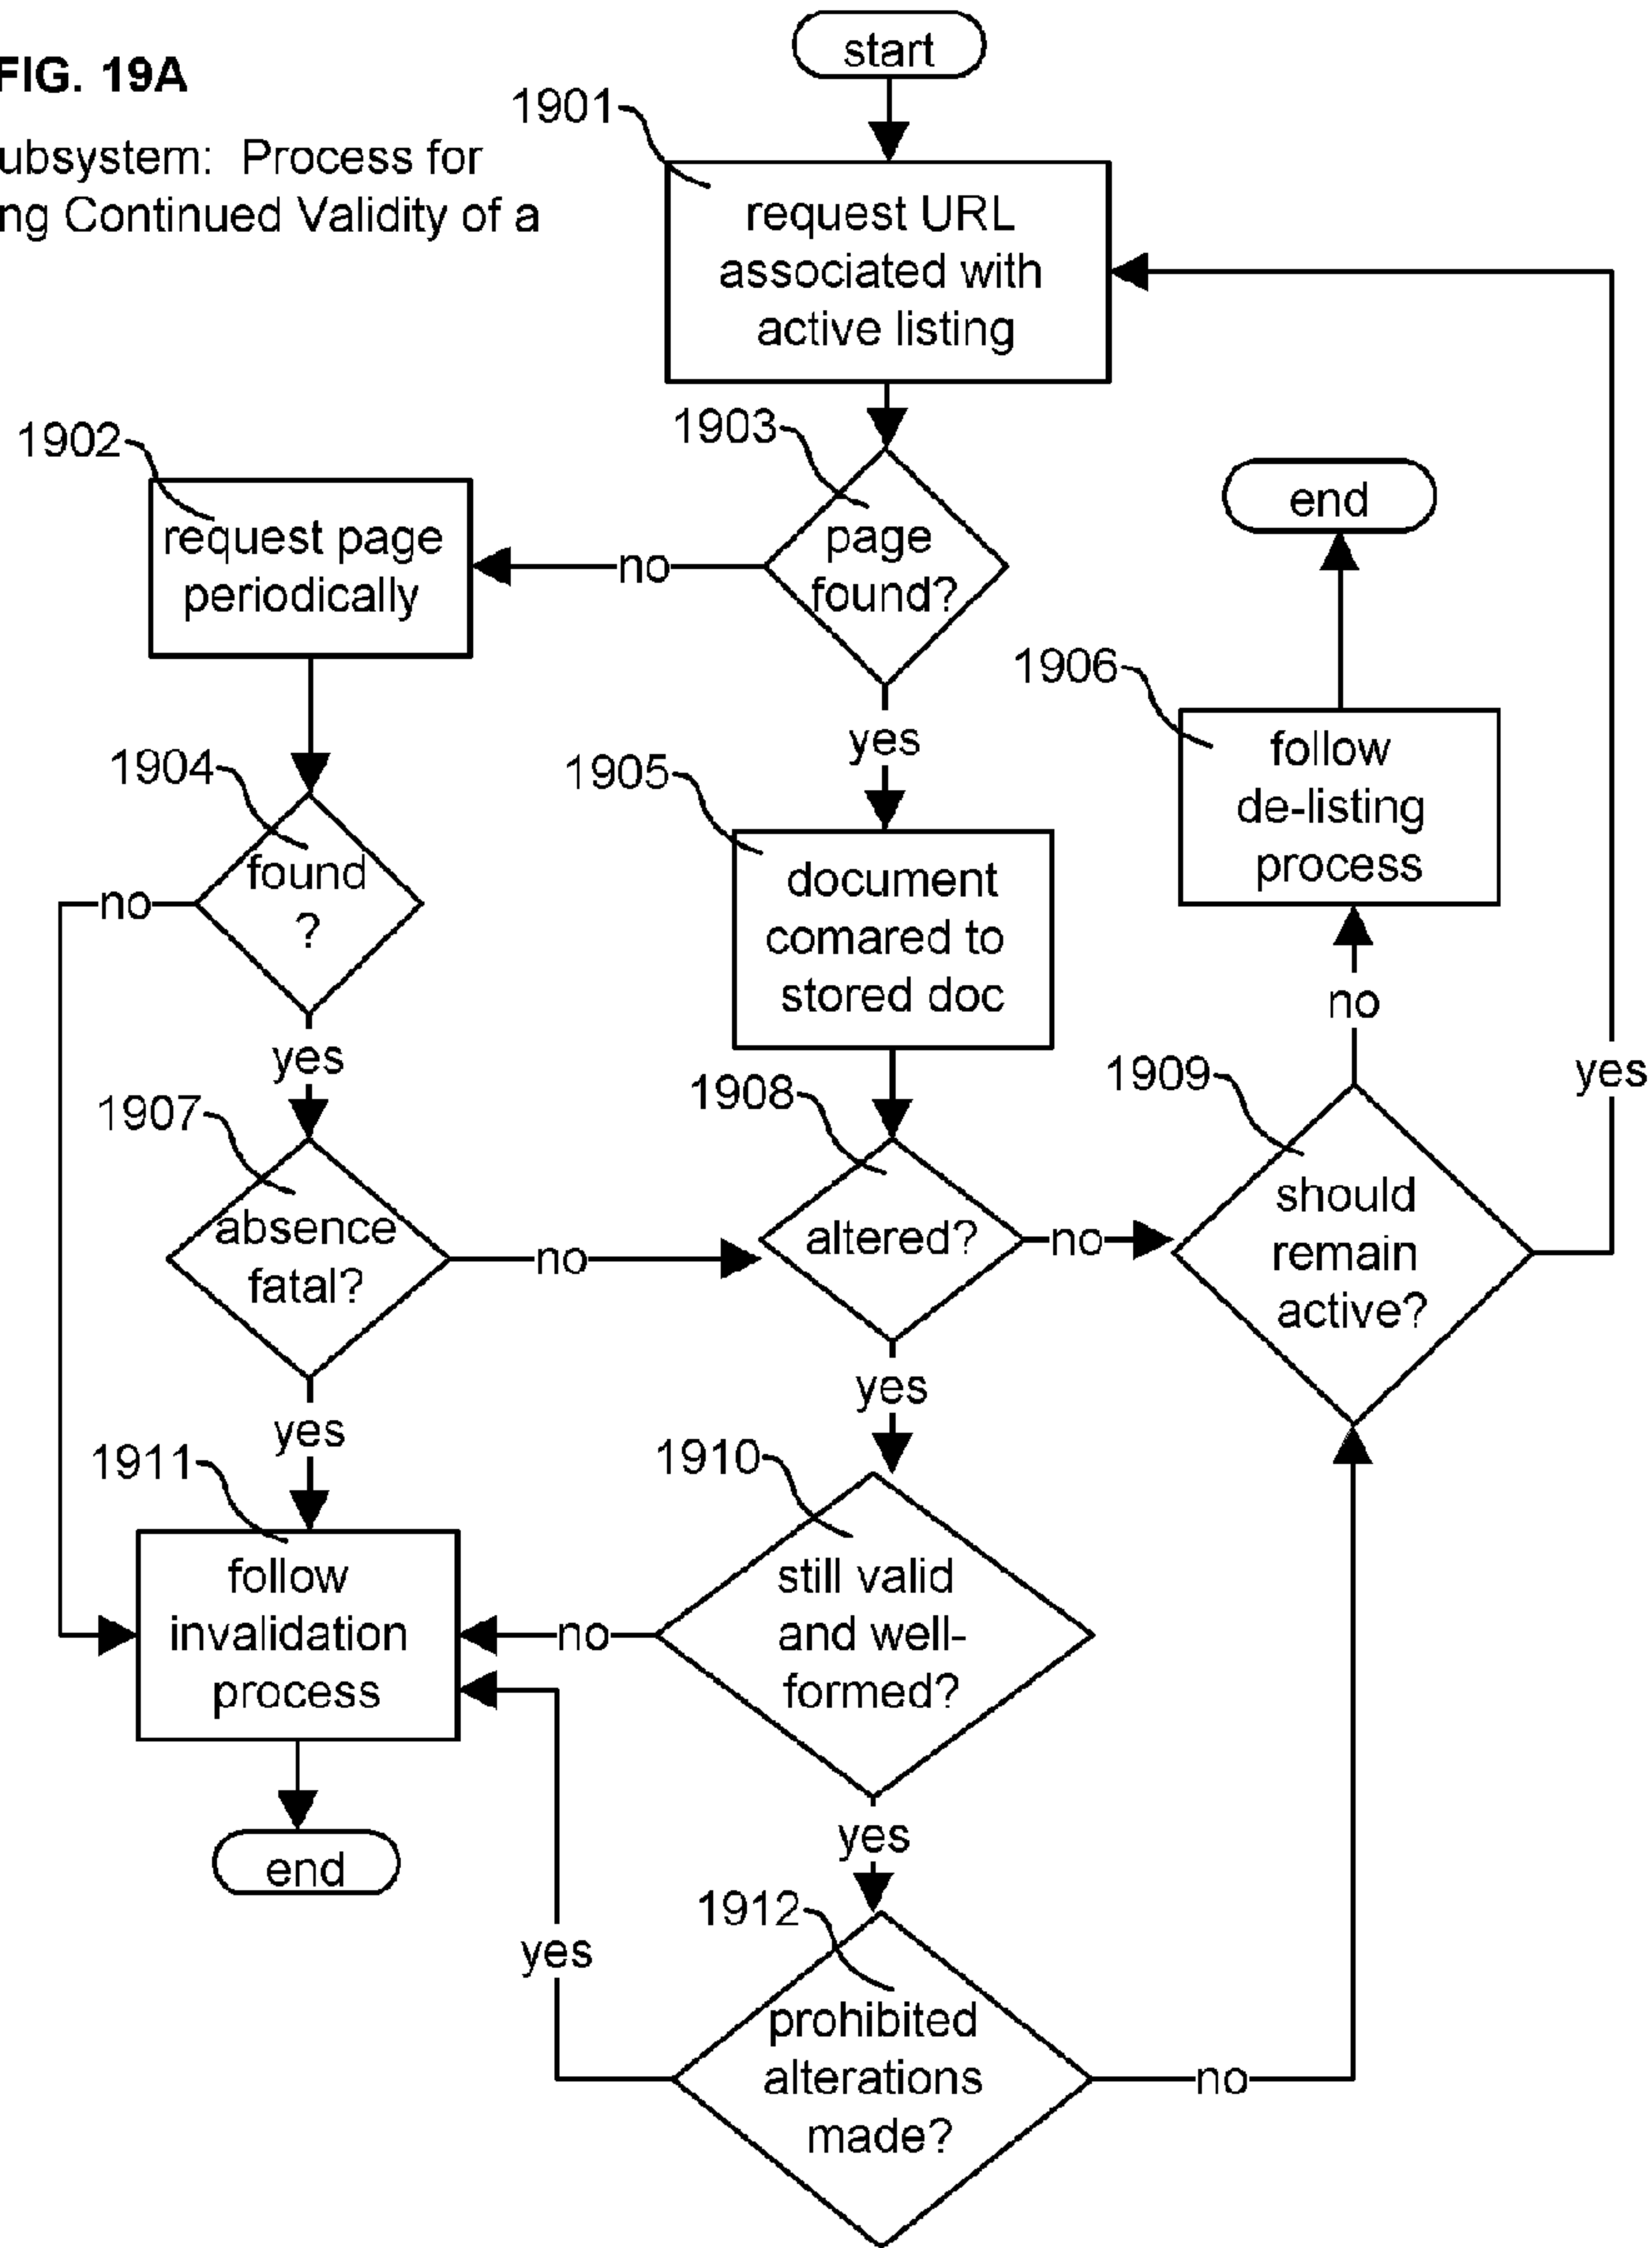 FIG. 19A
ubsystem: Process for
ng Continued Validity of a
start
1901
request URL
associated with
active listing
1903
page
found?
no
1902
request page
periodically
end
1906
follow
de-listing
process
yes
1904
found
?
no
1905
document
comared to
stored doc
no
yes
yes
1907
absence
fatal?
no
1908
altered?
no
1909
should
remain
active?
yes
yes
1911
follow
invalidation
process
1910
still valid
and well-
formed?
no
end
yes
1912
prohibited
alterations
made?
yes
no